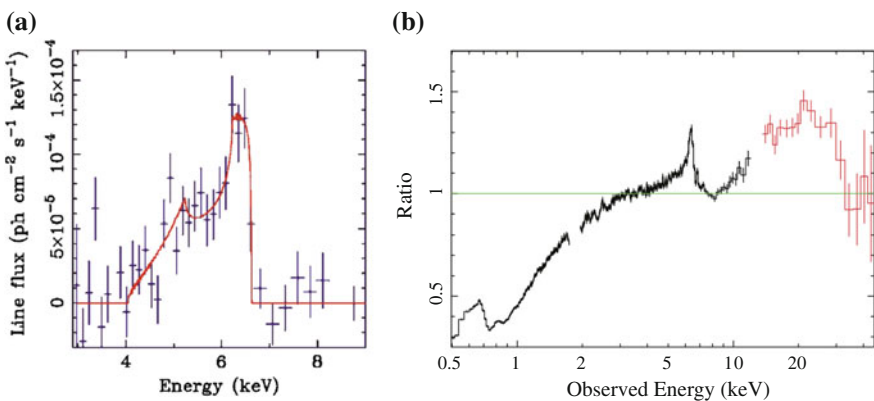 (a)
Line flux (ph cm⁻² s⁻¹ keV⁻¹)
1.5×10⁻⁴
10⁻⁴
5×10⁻⁵
0
4 6 8
Energy (keV)
(b)
Ratio
1.5
1
0.5
0.5 1 2 5 10 20
Observed Energy (keV)